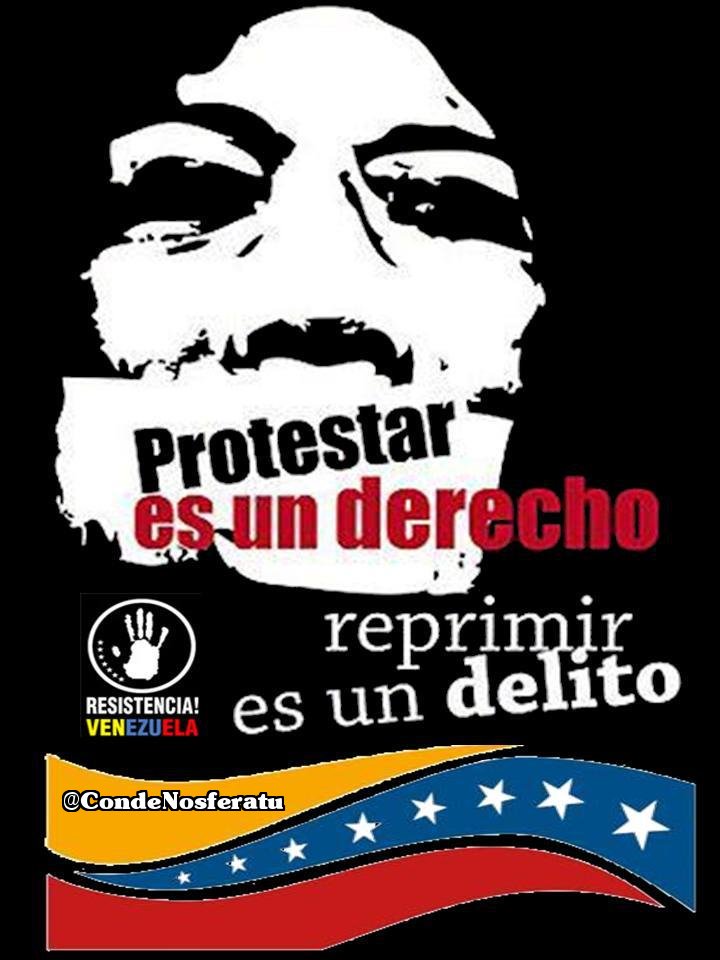 Protestar
es un derecho
reprimir
es un delito
RESISTENCIA!
VENEZUELA
@CondeNosferatu